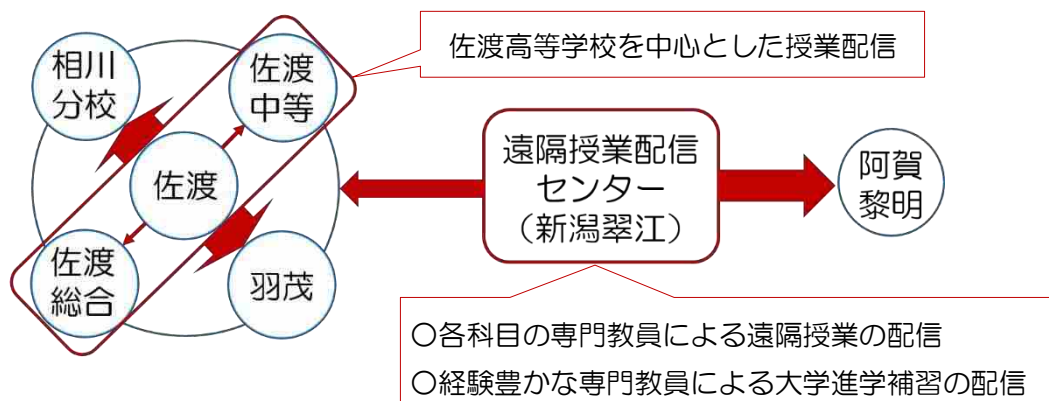 佐渡高等学校を中心とした授業配信
相川
分校
佐渡
中等
佐渡
佐渡
総合
羽茂
遠隔授業配信
センター
（新潟翠江）
阿賀
黎明
〇各科目の専門教員による遠隔授業の配信
〇経験豊かな専門教員による大学進学補習の配信